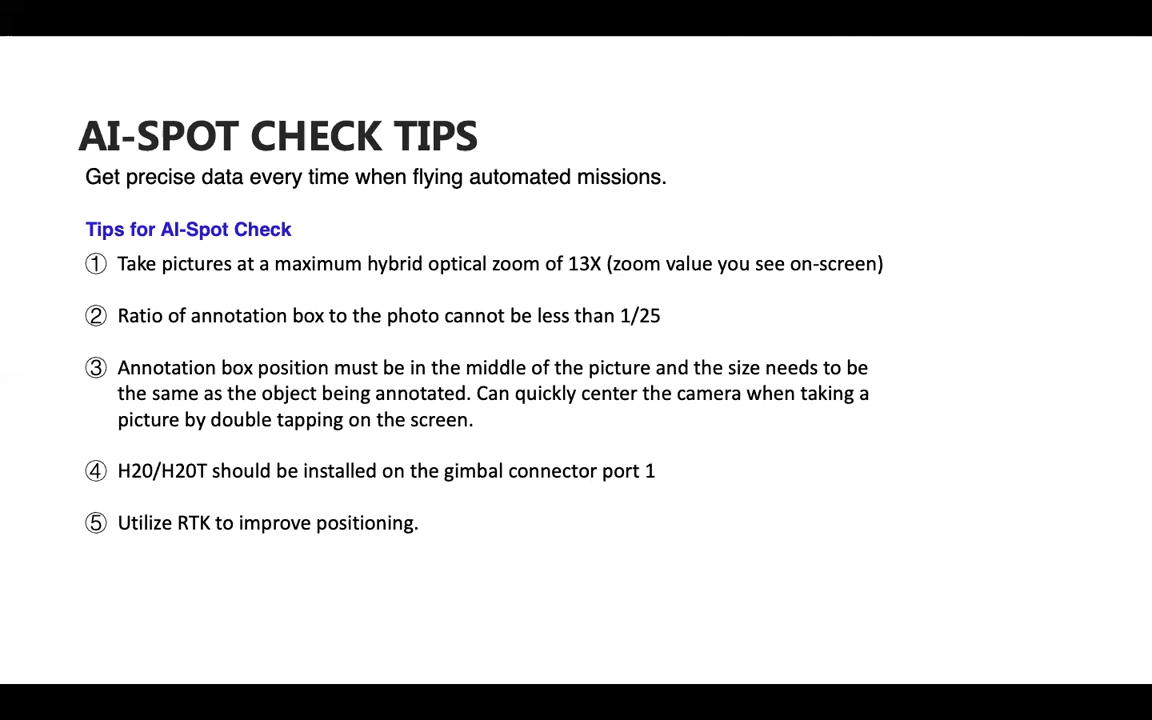 AI-SPOT CHECK TIPS
Get precise data every time when flying automated missions.
Tips for AI-Spot Check
① Take pictures at a maximum hybrid optical zoom of 13X (zoom value you see on-screen)
② Ratio of annotation box to the photo cannot be less than 1/25
③ Annotation box position must be in the middle of the picture and the size needs to be
the same as the object being annotated. Can quickly center the camera when taking a
picture by double tapping on the screen.
④ H20/H20T should be installed on the gimbal connector port 1
⑤ Utilize RTK to improve positioning.